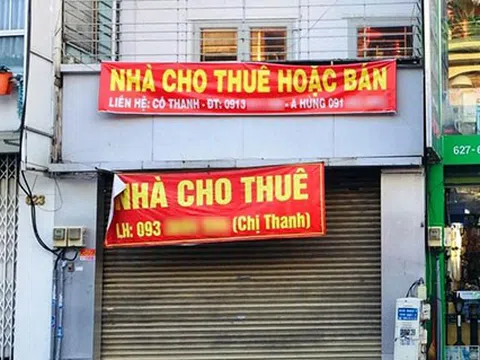 NHÀ CHO THUÊ HOẶC BÁN
LIÊN HỆ: CÔ THANH - ĐT: 0913 - A HÙNG 091
NHÀ CHO THUÊ
LH: 093 (Chị Thanh)
623
627-6